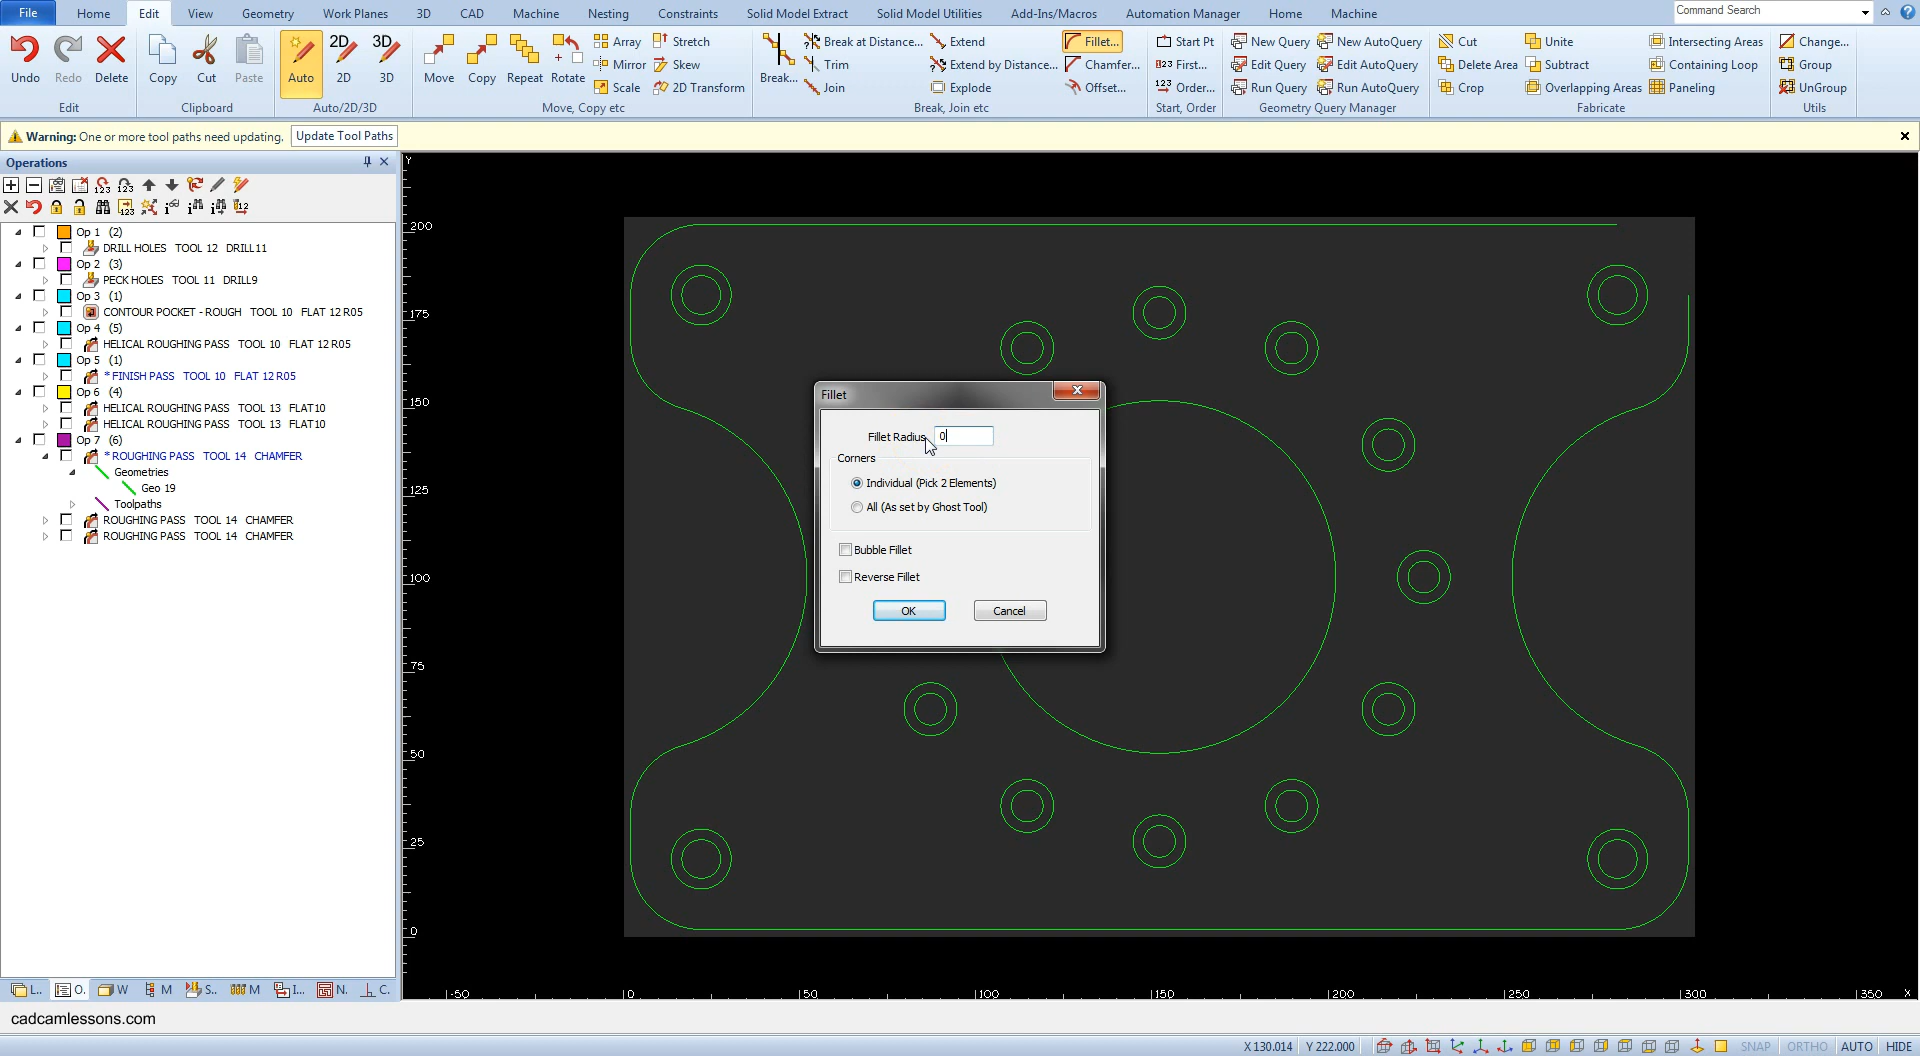 File Home Edit View Geometry Work Planes 3D CAD Machine Nesting Constraints Solid Model Extract Solid Model Utilities Add-Ins/Macros Automation Manager Home Machine Command Search
Undo Redo Delete Copy Cut Paste Auto 2D 3D 2D 3D Move Copy Repeat Rotate
Array Stretch
Mirror Skew
Scale 2D Transform
Break...
Break at Distance... Extend Fillet...
Trim Extend by Distance... Chamfer...
Join Explode Offset...
Start Pt New Query New AutoQuery
123 First... Edit Query Edit AutoQuery
123 Order... Run Query Run AutoQuery
Cut Unite Intersecting Areas Change...
Delete Area Subtract Containing Loop Group
Crop Overlapping Areas Paneling UnGroup
Edit Clipboard Auto/2D/3D Move, Copy etc Break, Join etc Start, Order Geometry Query Manager Fabricate Utils
Warning: One or more tool paths need updating. Update Tool Paths
Operations
Op 1 (2)
DRILL HOLES TOOL 12 DRILL11
Op 2 (3)
PECK HOLES TOOL 11 DRILL9
Op 3 (1)
CONTOUR POCKET - ROUGH TOOL 10 FLAT 12 R05
Op 4 (5)
HELICAL ROUGHING PASS TOOL 10 FLAT 12 R05
Op 5 (1)
*FINISH PASS TOOL 10 FLAT 12 R05
Op 6 (4)
HELICAL ROUGHING PASS TOOL 13 FLAT10
HELICAL ROUGHING PASS TOOL 13 FLAT10
Op 7 (6)
*ROUGHING PASS TOOL 14 CHAMFER
Geometries
Geo 19
Toolpaths
ROUGHING PASS TOOL 14 CHAMFER
ROUGHING PASS TOOL 14 CHAMFER
L.. O. W M S.. M I... N. C.
Y
200
175
150
125
100
75
50
25
0
-50 0 50 100 150 200 250 300 350 X
Fillet
Fillet Radius 0
Corners
Individual (Pick 2 Elements)
All (As set by Ghost Tool)
Bubble Fillet
Reverse Fillet
OK Cancel
cadcamlessons.com
X 130.014 Y 222.000 SNAP ORTHO AUTO HIDE